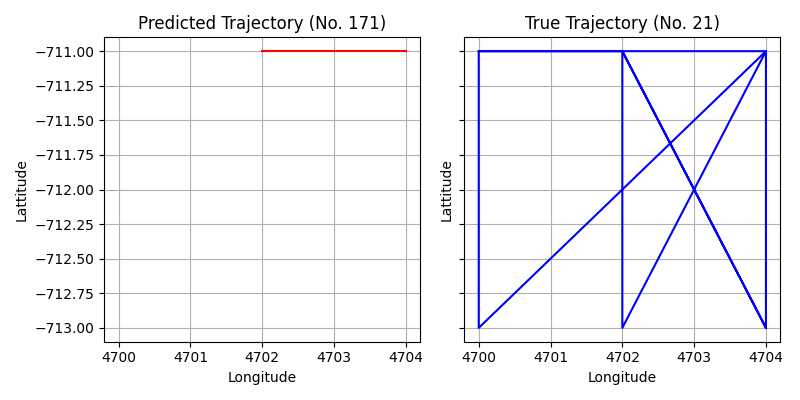 Predicted Trajectory (No. 171)
True Trajectory (No. 21)
−711.00
−711.25
−711.50
−711.75
−712.00
−712.25
−712.50
−712.75
−713.00
Lattitude
Lattitude
4700 4701 4702 4703 4704
4700 4701 4702 4703 4704
Longitude
Longitude